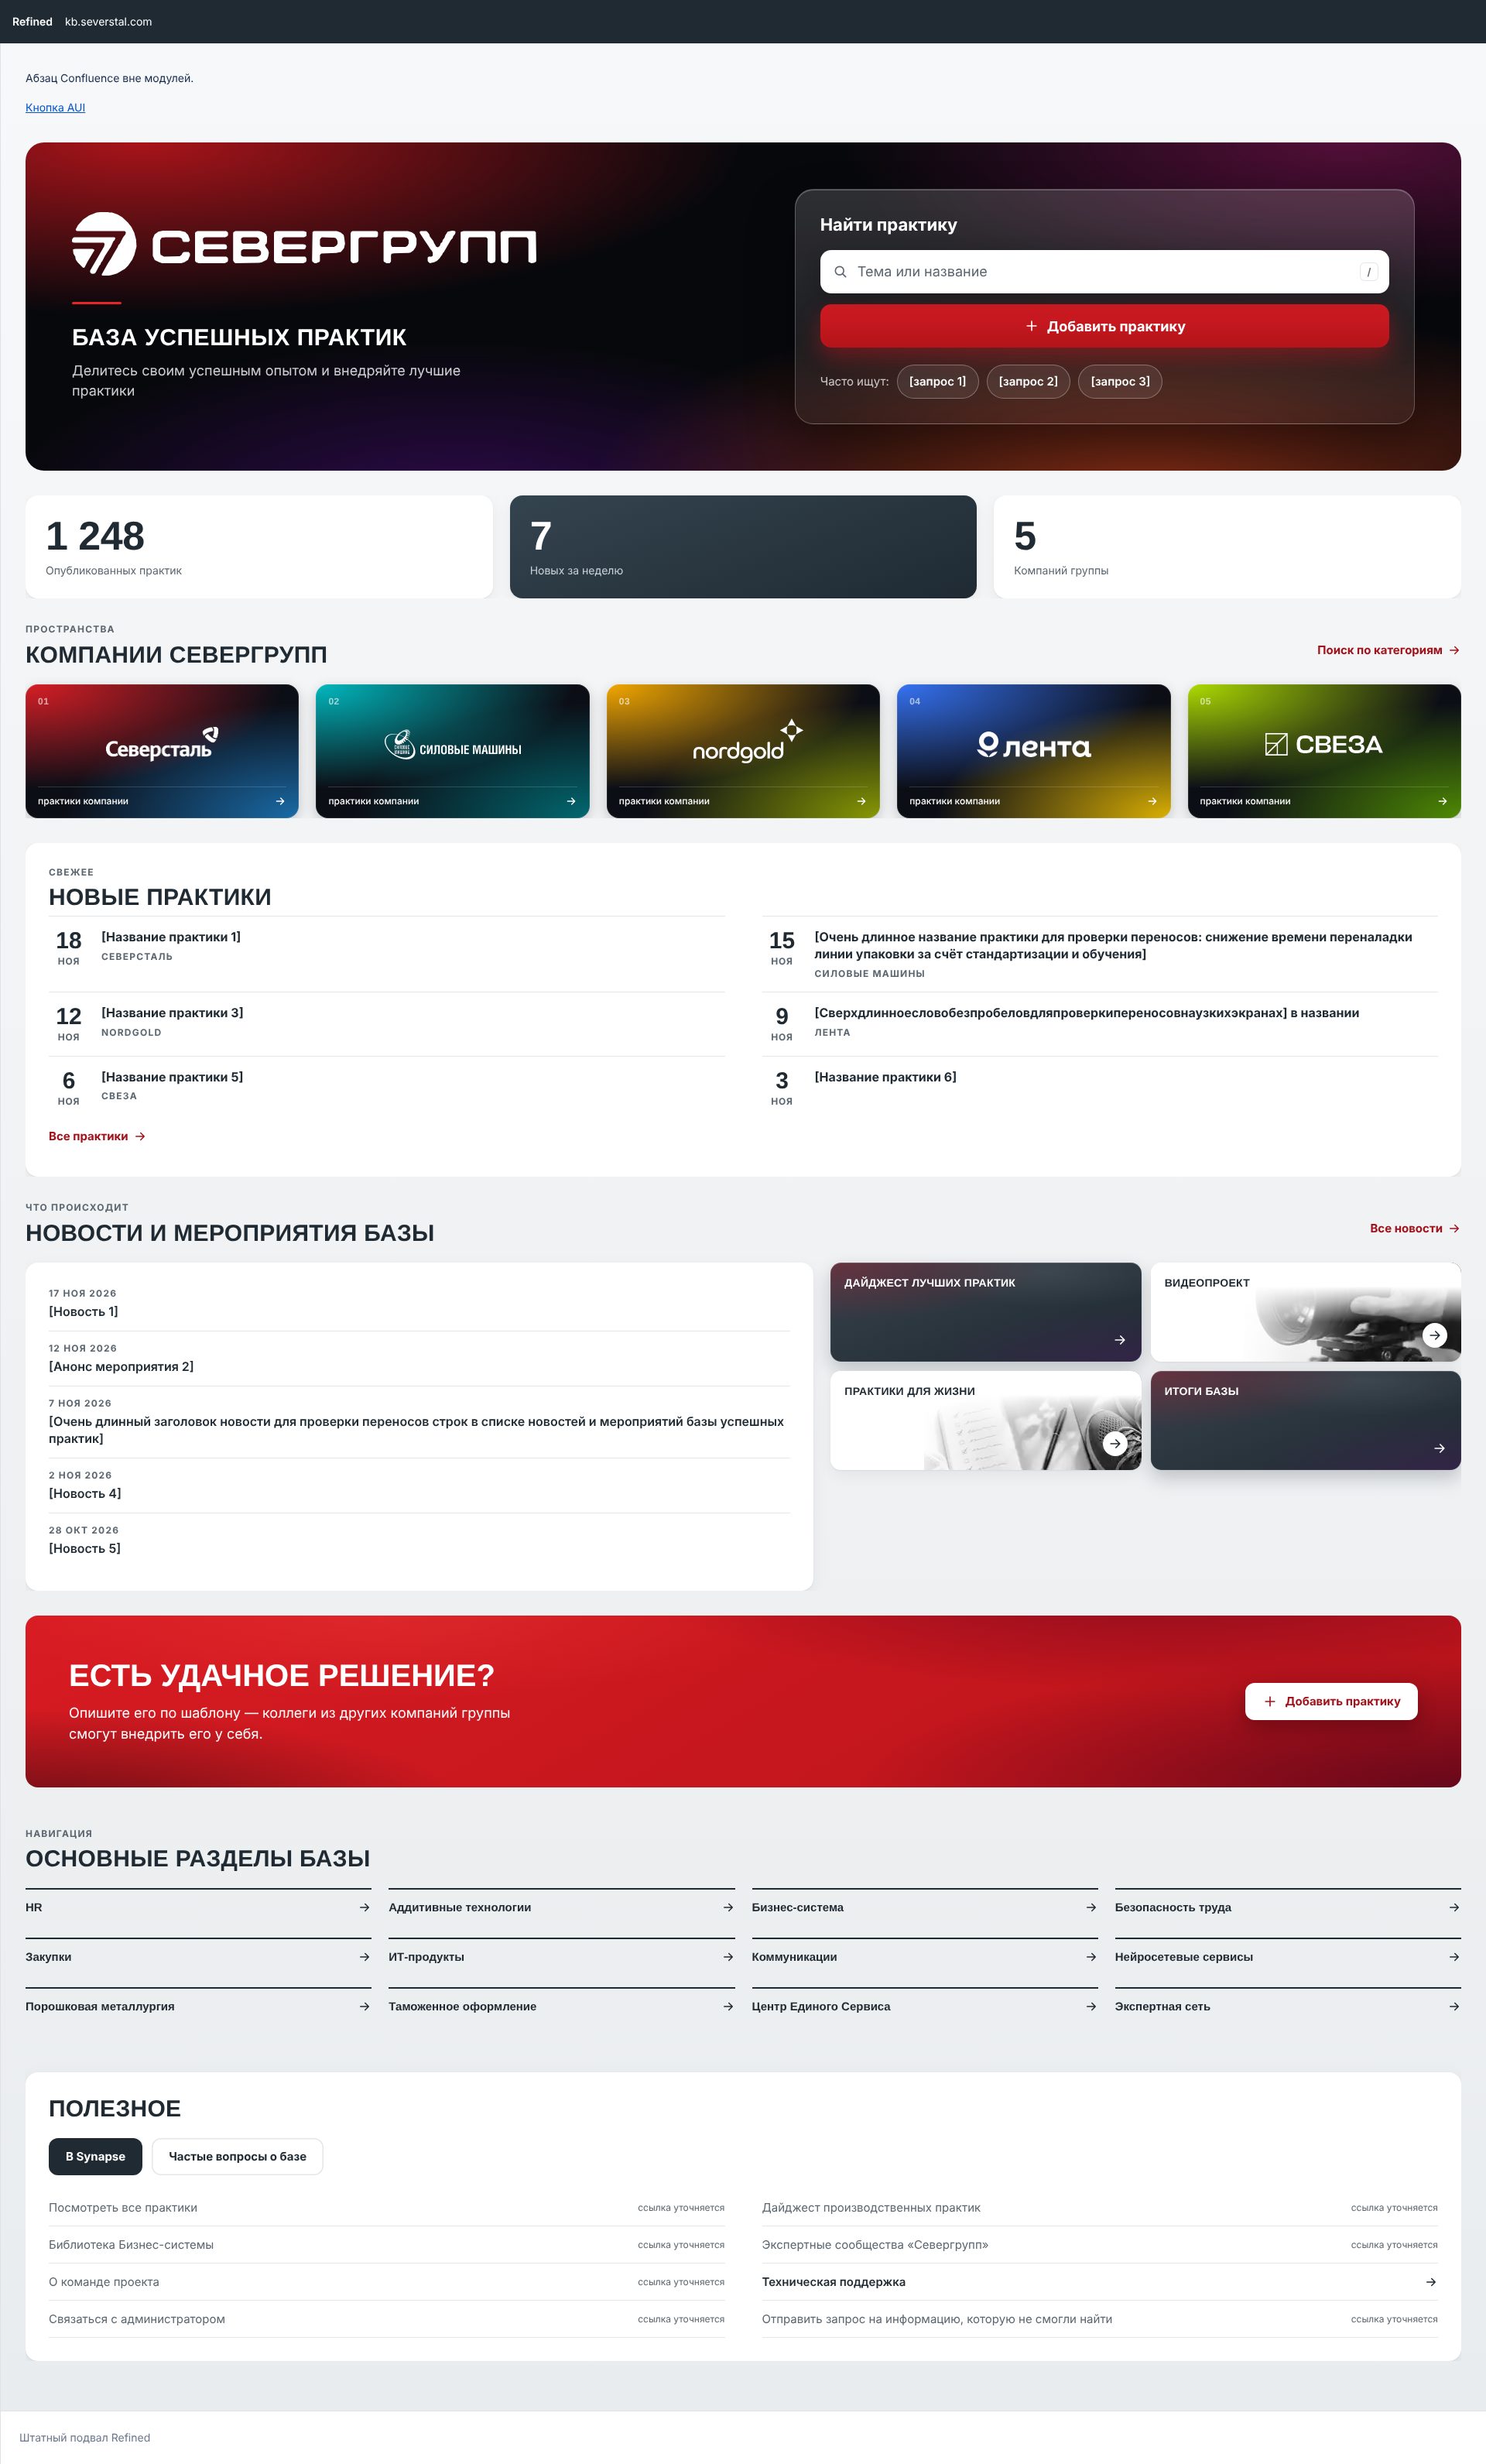 Refined kb.severstal.com
Абзац Confluence вне модулей.
Кнопка AUI
СЕВЕРГРУПП
БАЗА УСПЕШНЫХ ПРАКТИК
Делитесь своим успешным опытом и внедряйте лучшие
практики
Найти практику
Тема или название /
Добавить практику
Часто ищут: [запрос 1] [запрос 2] [запрос 3]
1 248
Опубликованных практик
7
Новых за неделю
5
Компаний группы
ПРОСТРАНСТВА
КОМПАНИИ СЕВЕРГРУПП
Поиск по категориям →
01
Северсталь
практики компании →
02
СИЛОВЫЕ МАШИНЫ
практики компании →
03
nordgold
практики компании →
04
лента
практики компании →
05
СВЕЗА
практики компании →
СВЕЖЕЕ
НОВЫЕ ПРАКТИКИ
18
НОЯ
[Название практики 1]
СЕВЕРСТАЛЬ
15
НОЯ
[Очень длинное название практики для проверки переносов: снижение времени переналадки
линии упаковки за счёт стандартизации и обучения]
СИЛОВЫЕ МАШИНЫ
12
НОЯ
[Название практики 3]
NORDGOLD
9
НОЯ
[Сверхдлинноесловобезпробеловдляпроверкипереносовнаузкихэкранах] в названии
ЛЕНТА
6
НОЯ
[Название практики 5]
СВЕЗА
3
НОЯ
[Название практики 6]
Все практики →
ЧТО ПРОИСХОДИТ
НОВОСТИ И МЕРОПРИЯТИЯ БАЗЫ
Все новости →
17 НОЯ 2026
[Новость 1]
12 НОЯ 2026
[Анонс мероприятия 2]
7 НОЯ 2026
[Очень длинный заголовок новости для проверки переносов строк в списке новостей и мероприятий базы успешных
практик]
2 НОЯ 2026
[Новость 4]
28 ОКТ 2026
[Новость 5]
ДАЙДЖЕСТ ЛУЧШИХ ПРАКТИК
ВИДЕОПРОЕКТ
ПРАКТИКИ ДЛЯ ЖИЗНИ
ИТОГИ БАЗЫ
ЕСТЬ УДАЧНОЕ РЕШЕНИЕ?
Опишите его по шаблону — коллеги из других компаний группы
смогут внедрить его у себя.
Добавить практику
НАВИГАЦИЯ
ОСНОВНЫЕ РАЗДЕЛЫ БАЗЫ
HR →
Аддитивные технологии →
Бизнес-система →
Безопасность труда →
Закупки →
ИТ-продукты →
Коммуникации →
Нейросетевые сервисы →
Порошковая металлургия →
Таможенное оформление →
Центр Единого Сервиса →
Экспертная сеть →
ПОЛЕЗНОЕ
В Synapse
Частые вопросы о базе
Посмотреть все практики ссылка уточняется
Дайджест производственных практик ссылка уточняется
Библиотека Бизнес-системы ссылка уточняется
Экспертные сообщества «Севергрупп» ссылка уточняется
О команде проекта ссылка уточняется
Техническая поддержка →
Связаться с администратором ссылка уточняется
Отправить запрос на информацию, которую не смогли найти ссылка уточняется
Штатный подвал Refined